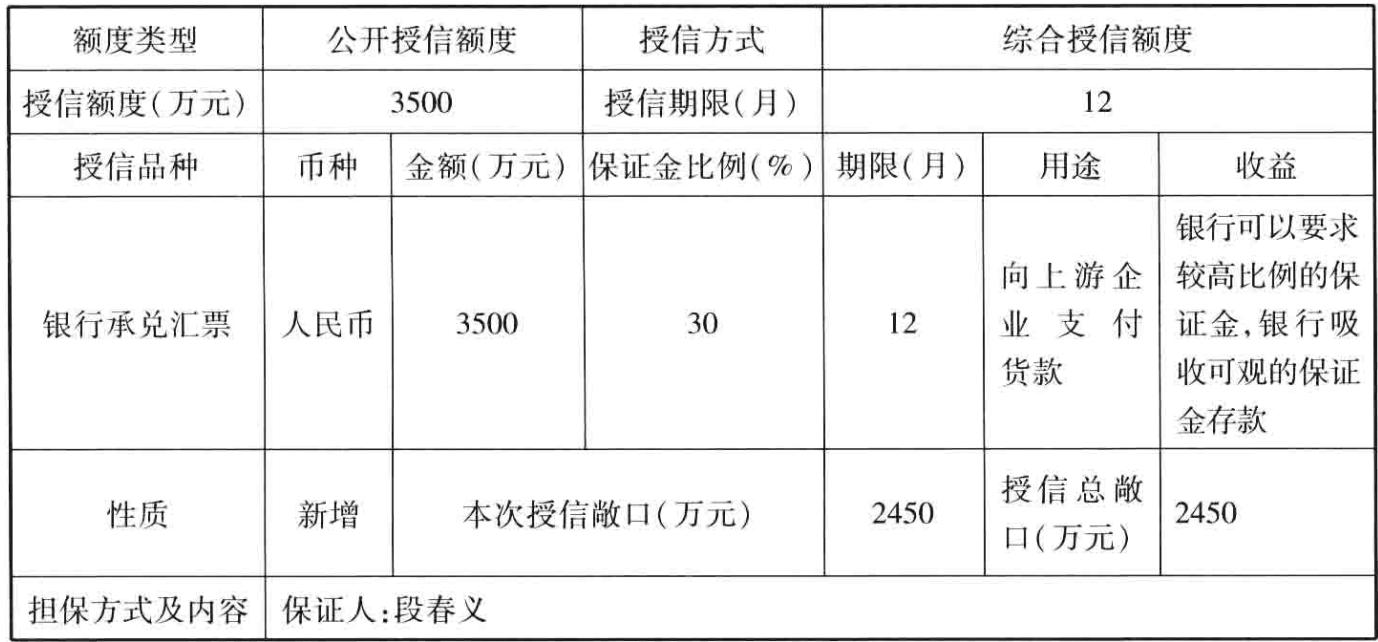 额度类型 公开授信额度 授信方式 综合授信额度
授信额度(万元) 3500 授信期限(月) 12
授信品种 币种 金额(万元) 保证金比例(%) 期限(月) 用途 收益
银行承兑汇票 人民币 3500 30 12
向上游企
业支付
货款
银行可以要求
较高比例的保
证金,银行吸
收可观的保证
金存款
性质 新增 本次授信敞口(万元) 2450
授信总敞
口(万元)
2450
担保方式及内容 保证人:段春义